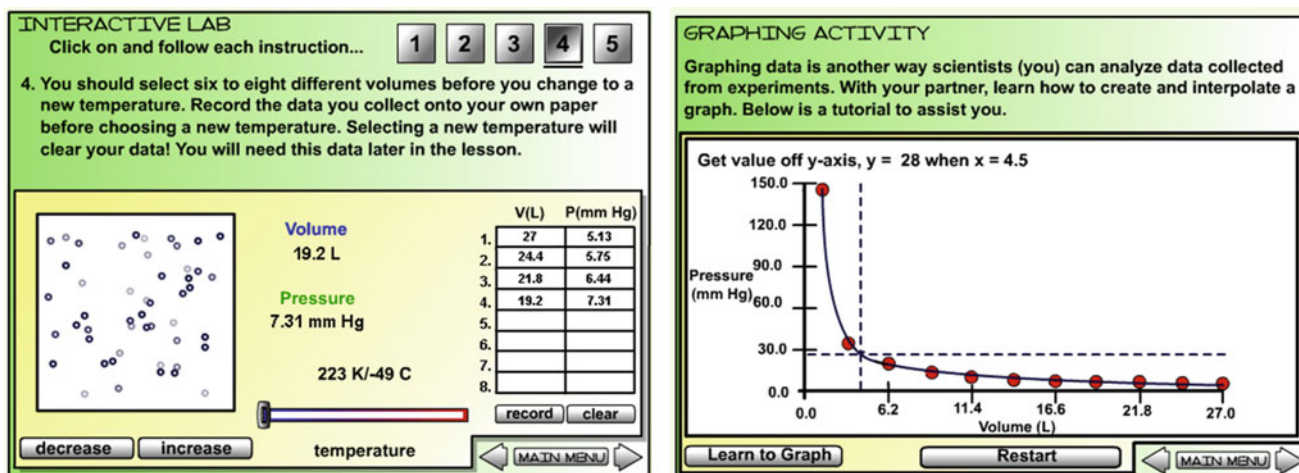 INTERACTIVE LAB
Click on and follow each instruction...
1 2 3 4 5
4. You should select six to eight different volumes before you change to a
new temperature. Record the data you collect onto your own paper
before choosing a new temperature. Selecting a new temperature will
clear your data! You will need this data later in the lesson.
Volume
19.2 L
Pressure
7.31 mm Hg
223 K/-49 C
V(L) P(mm Hg)
1. 27 5.13
2. 24.4 5.75
3. 21.8 6.44
4. 19.2 7.31
5.
6.
7.
8.
record clear
decrease increase
temperature
MAIN MENU
GRAPHING ACTIVITY
Graphing data is another way scientists (you) can analyze data collected
from experiments. With your partner, learn how to create and interpolate a
graph. Below is a tutorial to assist you.
Get value off y-axis, y = 28 when x = 4.5
150.0
120.0
90.0
Pressure
(mm Hg)
60.0
30.0
0.0
0.0 6.2 11.4 16.6 21.8 27.0
Volume (L)
Learn to Graph
Restart
MAIN MENU